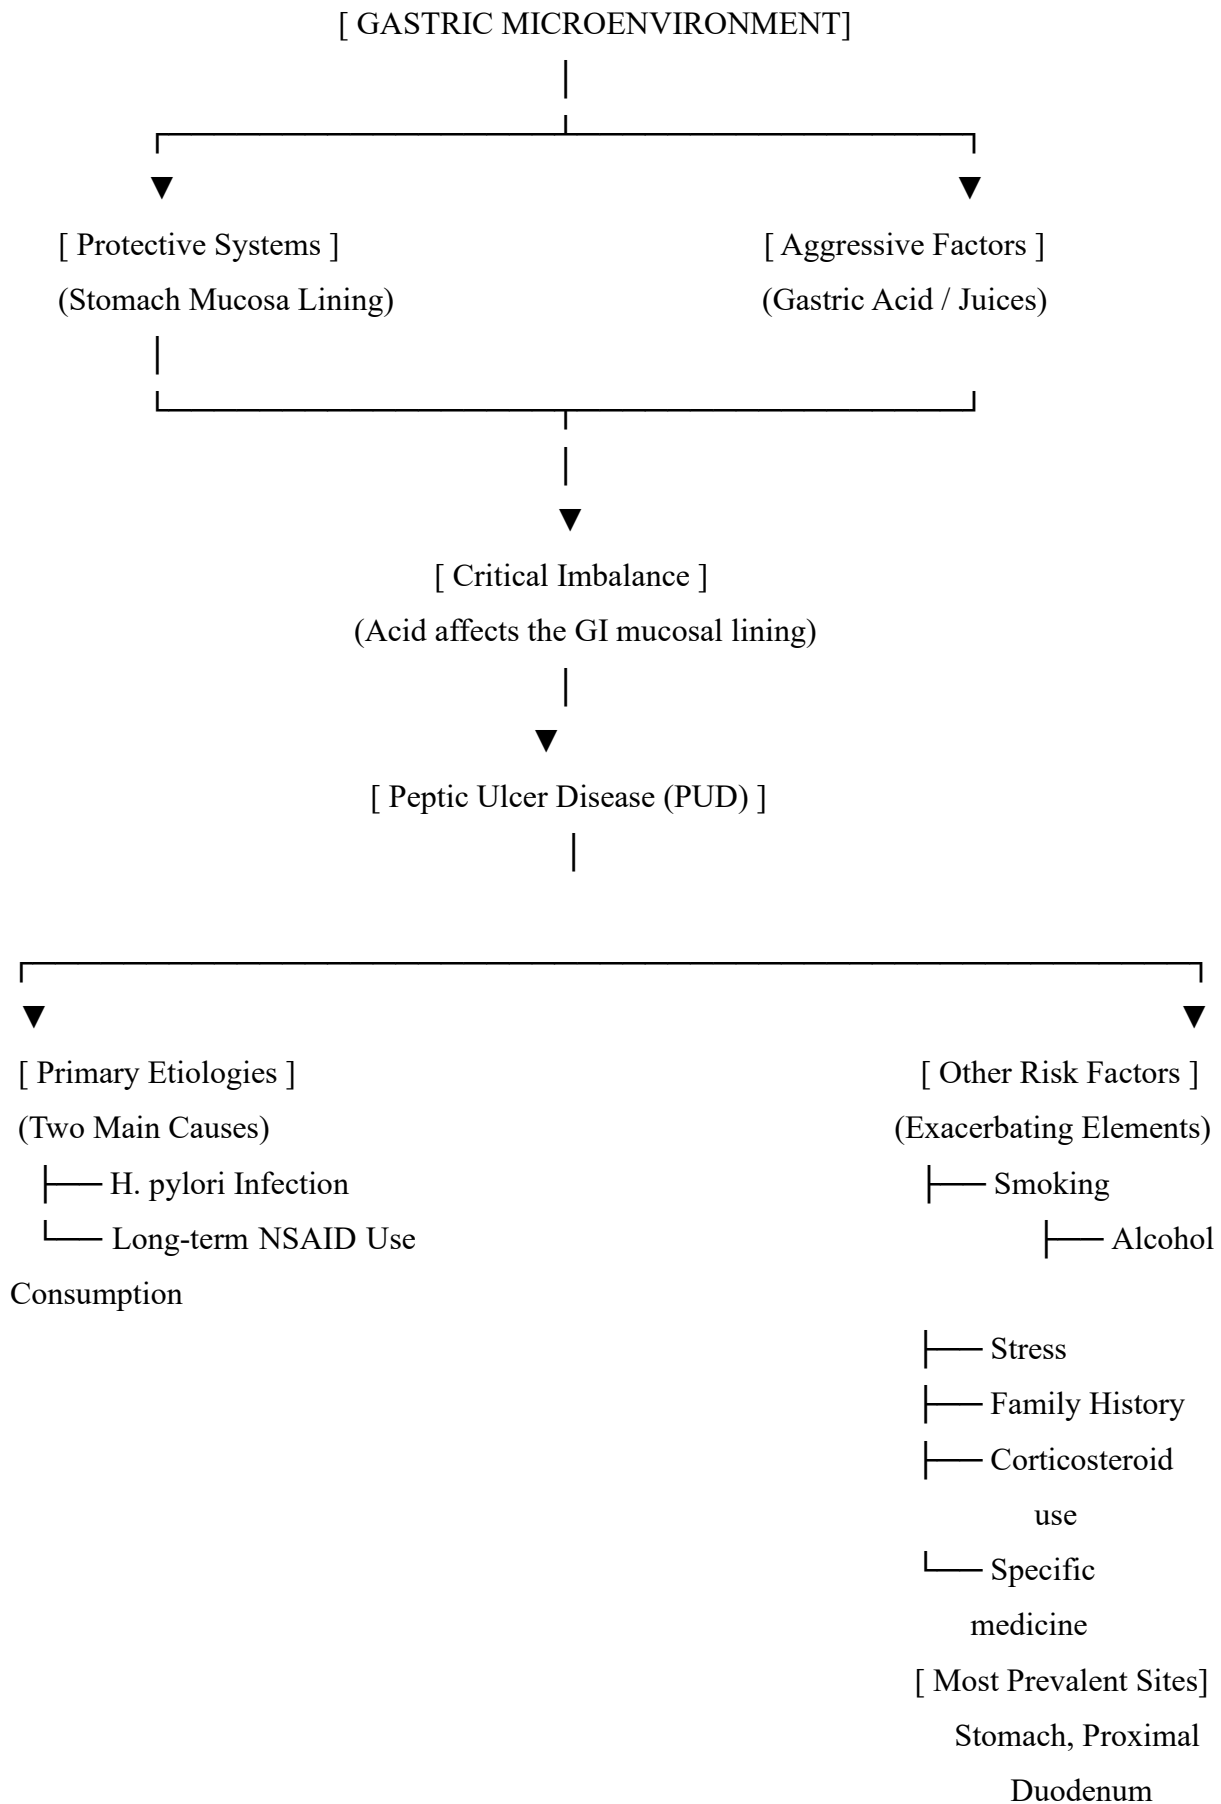 [ GASTRIC MICROENVIRONMENT]
[ Protective Systems ] [ Aggressive Factors ]
(Stomach Mucosa Lining) (Gastric Acid / Juices)
[ Critical Imbalance ]
(Acid affects the GI mucosal lining)
[ Peptic Ulcer Disease (PUD) ]
[ Primary Etiologies ] [ Other Risk Factors ]
(Two Main Causes) (Exacerbating Elements)
H. pylori Infection Smoking
Long-term NSAID Use Alcohol
Consumption
Stress
Family History
Corticosteroid
use
Specific
medicine
[ Most Prevalent Sites]
Stomach, Proximal
Duodenum